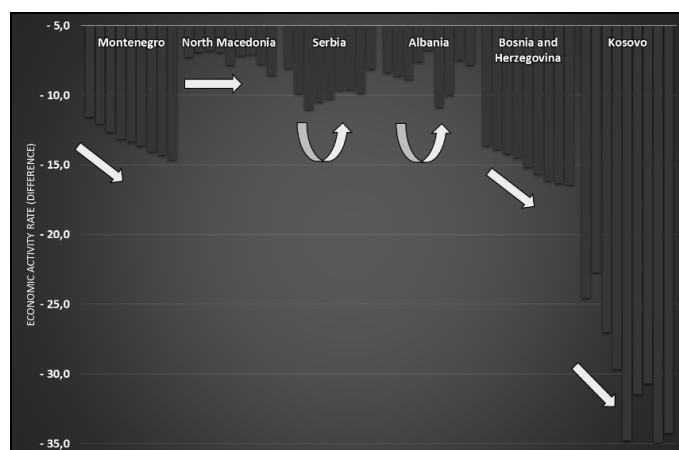 - 5,0
Montenegro
North Macedonia
Serbia
Albania
Bosnia and
Herzegovina
Kosovo
- 10,0
- 15,0
- 20,0
- 25,0
- 30,0
- 35,0
ECONOMIC ACTIVITY RATE (DIFFERENCE)